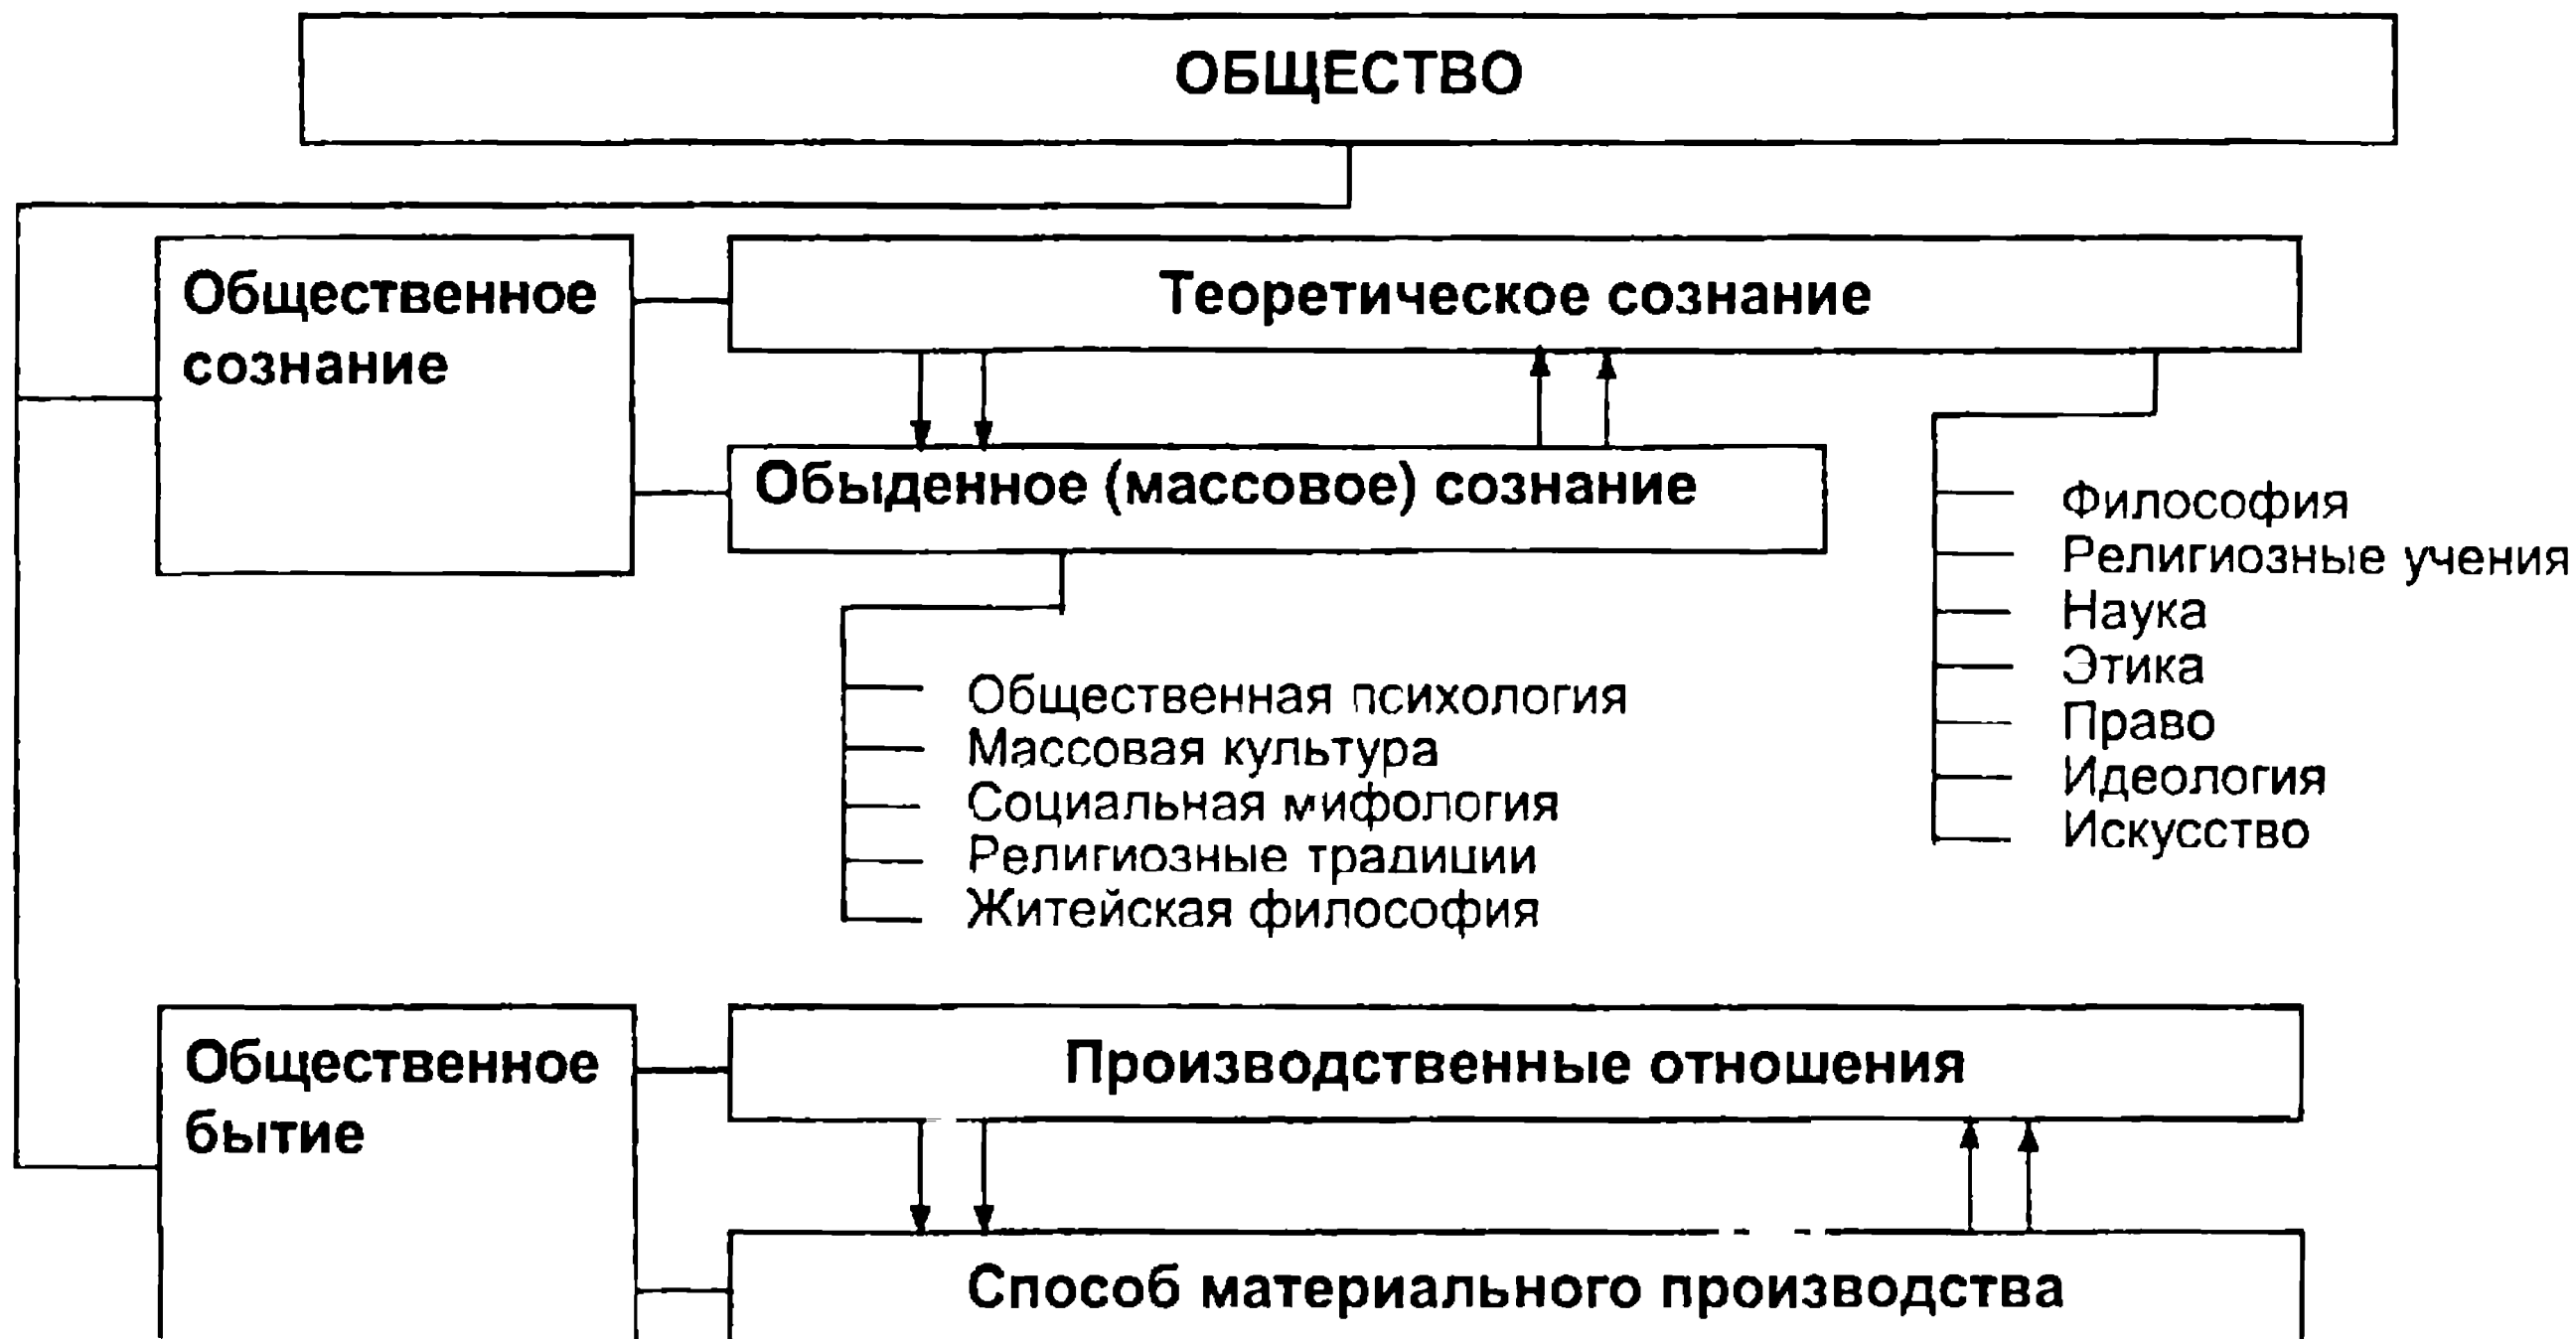 ОБЩЕСТВО
Общественное
сознание
Теоретическое сознание
Обыденное (массовое) сознание
Философия
Религиозные учения
Наука
Этика
Право
Идеология
Искусство
Общественная психология
Массовая культура
Социальная мифология
Религиозные традиции
Житейская философия
Общественное
бытие
Производственные отношения
Способ материального производства